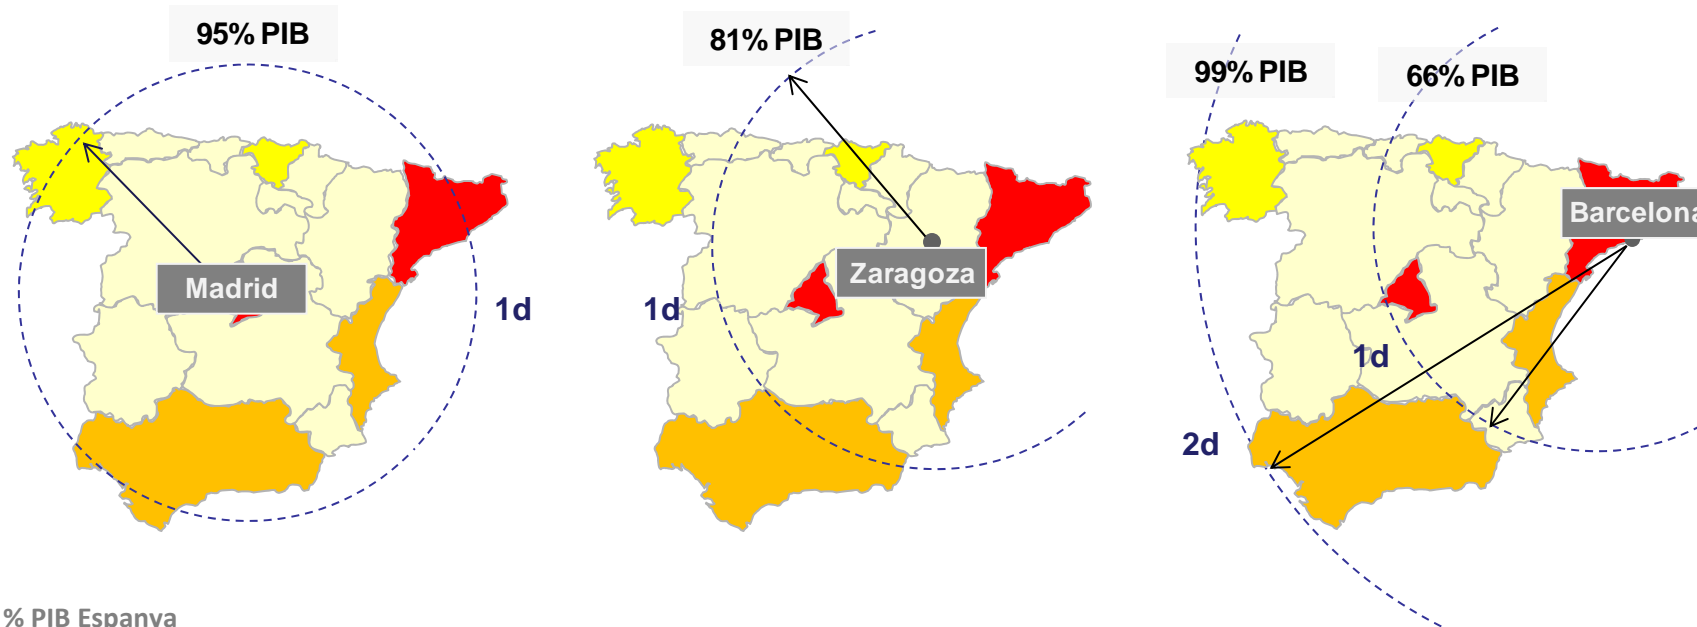 95% PIB
Madrid
1d
81% PIB
Zaragoza
1d
99% PIB
66% PIB
Barcelona
1d
2d
% PIB Espanya